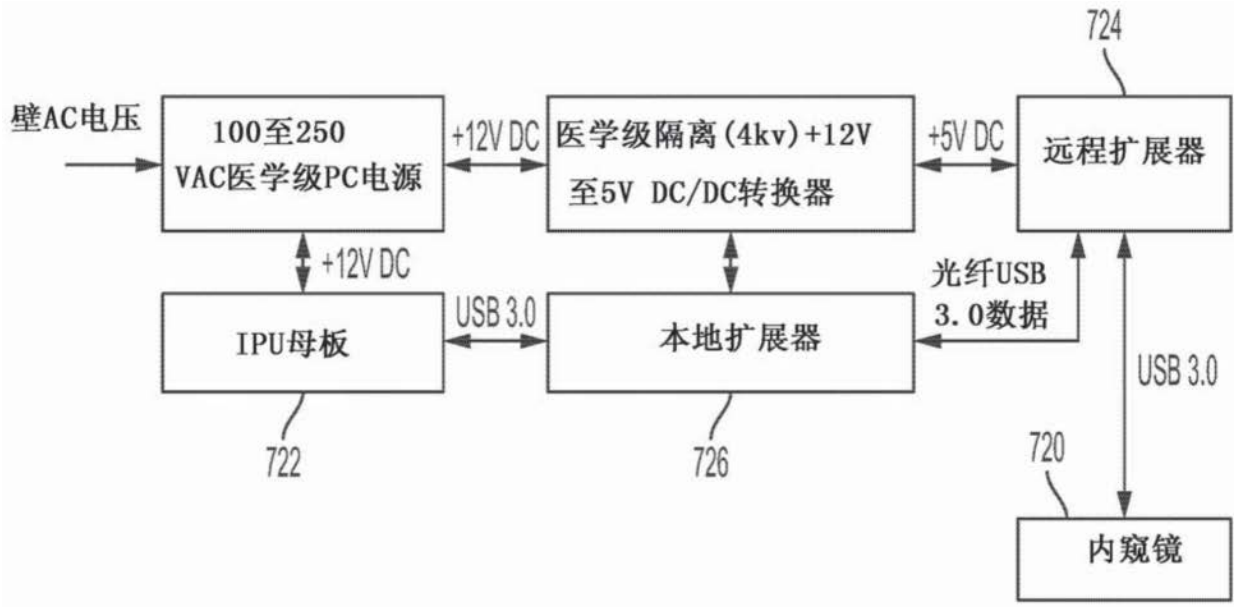 724
壁AC电压
100至250
VAC医学级PC电源
+12V DC
医学级隔离(4kv)+12V
至5V DC/DC转换器
+5V DC
远程扩展器
+12V DC
光纤USB
3.0数据
IPU母板
USB 3.0
本地扩展器
USB 3.0
722
726
720
内窥镜